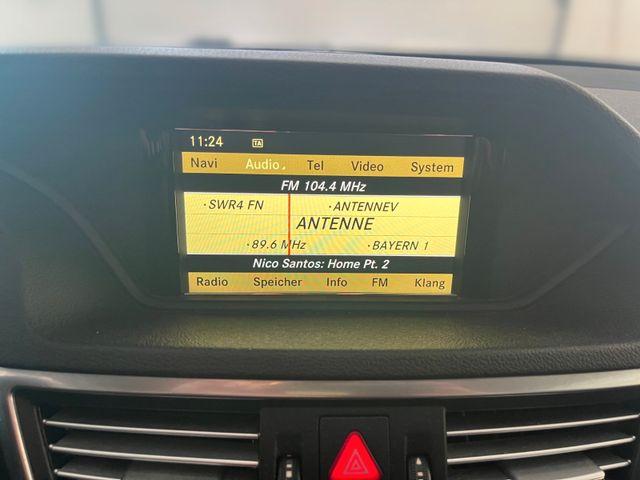 11:24 TA
Navi Audio. Tel Video System
FM 104.4 MHz
·SWR4 FN ·ANTENNEV
ANTENNE
·89.6 MHz ·BAYERN 1
Nico Santos: Home Pt. 2
Radio Speicher Info FM Klang